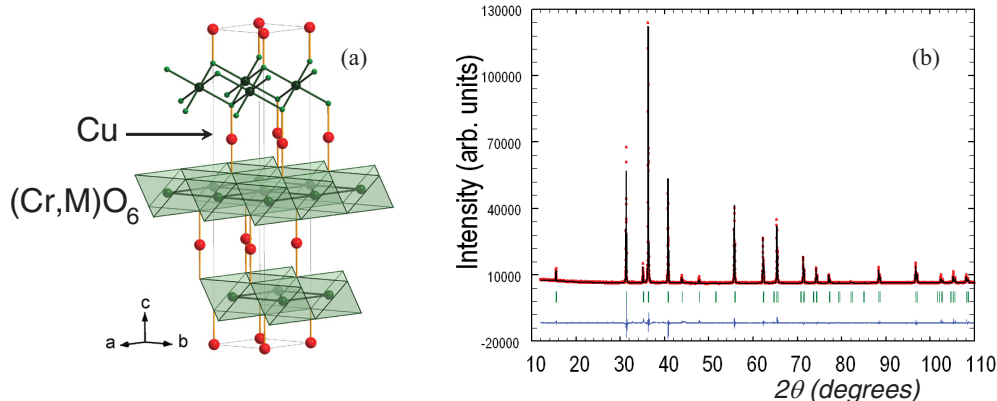 (a)
Cu
(Cr,M)O6
c
a
b
(b)
Intensity (arb. units)
130000
100000
70000
40000
10000
-20000
10 20 30 40 50 60 70 80 90 100 110
2θ (degrees)